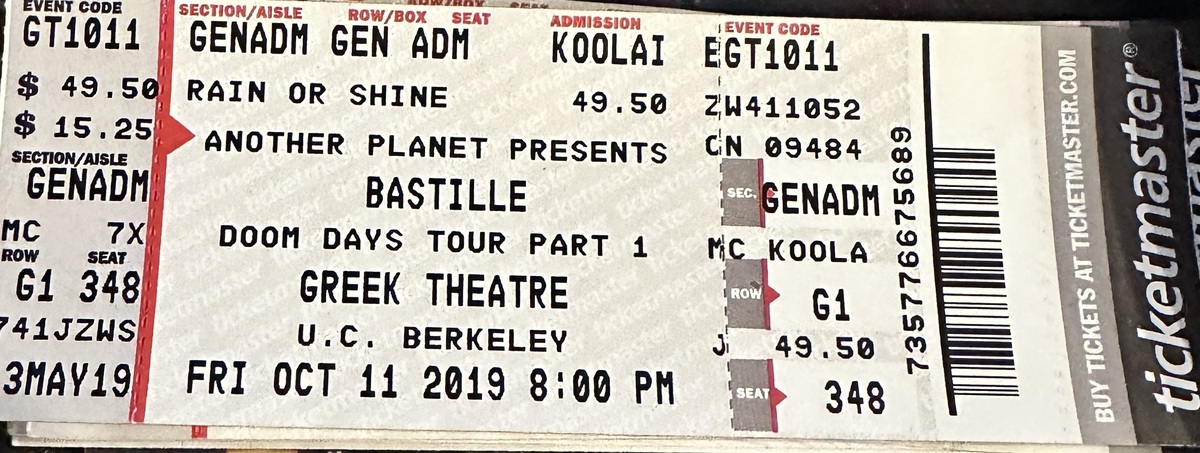 EVENT CODE
GT1011
$ 49.50
$ 15.25
SECTION/AISLE
GENADM
MC 7X
ROW SEAT
G1 348
741JZWS
3MAY19
SECTION/AISLE ROW/BOX SEAT ADMISSION
GENADM GEN ADM KOOLAI
RAIN OR SHINE 49.50
ANOTHER PLANET PRESENTS
BASTILLE
DOOM DAYS TOUR PART 1
GREEK THEATRE
U.C. BERKELEY
FRI OCT 11 2019 8:00 PM
EVENT CODE
EGT1011
ZW411052
CN 09484
SEC. GENADM
MC KOOLA
ROW G1
J 49.50
SEAT 348
735776675689
BUY TICKETS AT TICKETMASTER.COM
ticketmaster®